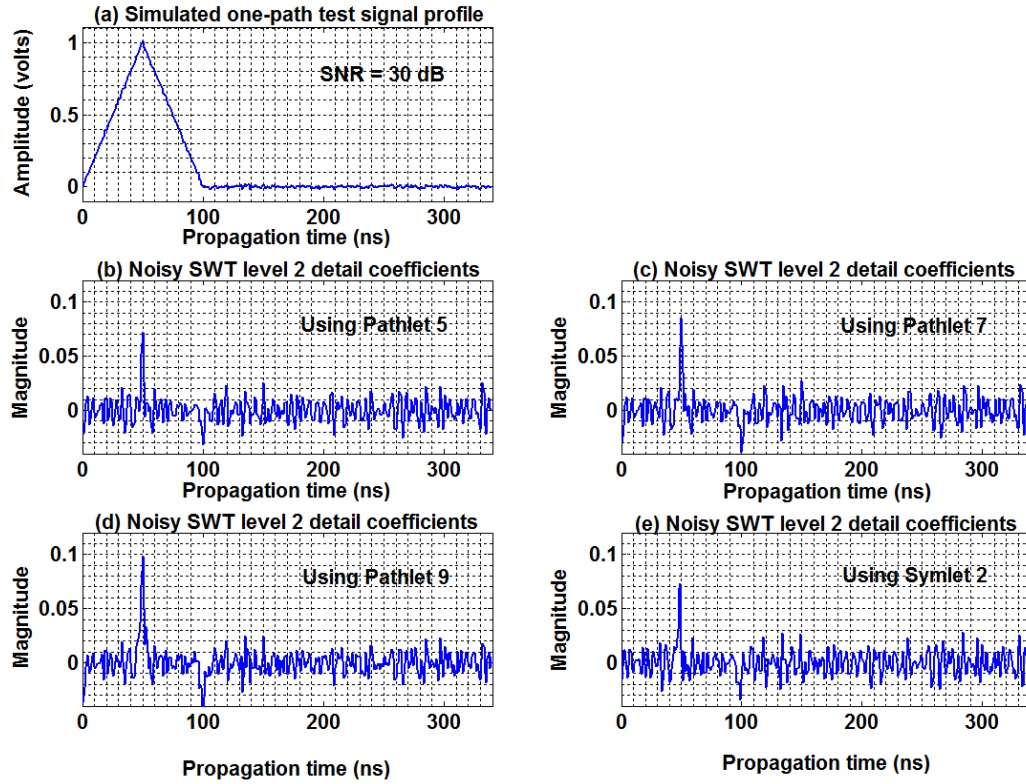 (a) Simulated one-path test signal profile
Amplitude (volts)
1
0.5
0
SNR = 30 dB
0 100 200 300
Propagation time (ns)
(b) Noisy SWT level 2 detail coefficients
Magnitude
0.1
0.05
0
Using Pathlet 5
0 100 200 300
Propagation time (ns)
(c) Noisy SWT level 2 detail coefficients
Magnitude
0.1
0.05
0
Using Pathlet 7
0 100 200 300
Propagation time (ns)
(d) Noisy SWT level 2 detail coefficients
Magnitude
0.1
0.05
0
Using Pathlet 9
0 100 200 300
Propagation time (ns)
(e) Noisy SWT level 2 detail coefficients
Magnitude
0.1
0.05
0
Using Symlet 2
0 100 200 300
Propagation time (ns)